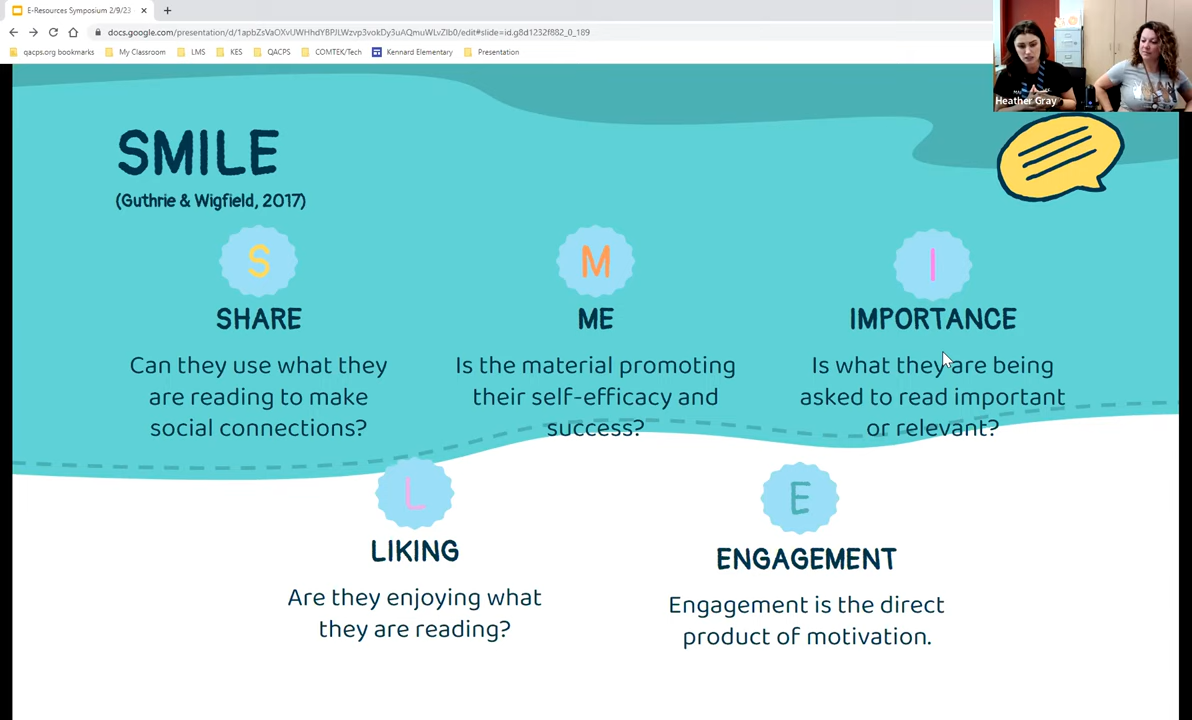 E-Resources Symposium 2/9/23
docs.google.com/presentation/d/1apbZsVaOXvUWHhdYBPJLWzvp3vokDy3uAQmuWLvZlb0/edit#slide=id.g8d1232f882_0_189
qacps.org bookmarks My Classroom LMS KES QACPS COMTEK/Tech Kennard Elementary Presentation
Heather Gray
SMILE
(Guthrie & Wigfield, 2017)
S
SHARE
Can they use what they
are reading to make
social connections?
M
ME
Is the material promoting
their self-efficacy and
success?
I
IMPORTANCE
Is what they are being
asked to read important
or relevant?
L
LIKING
Are they enjoying what
they are reading?
E
ENGAGEMENT
Engagement is the direct
product of motivation.